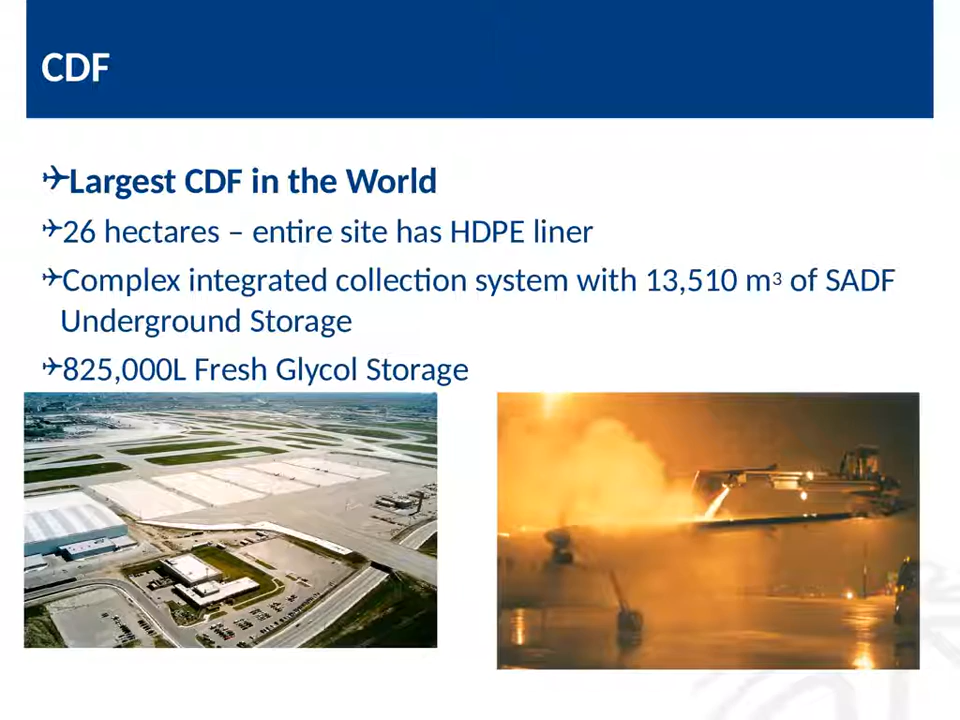 CDF
✈Largest CDF in the World
✈26 hectares – entire site has HDPE liner
✈Complex integrated collection system with 13,510 m3 of SADF
Underground Storage
✈825,000L Fresh Glycol Storage